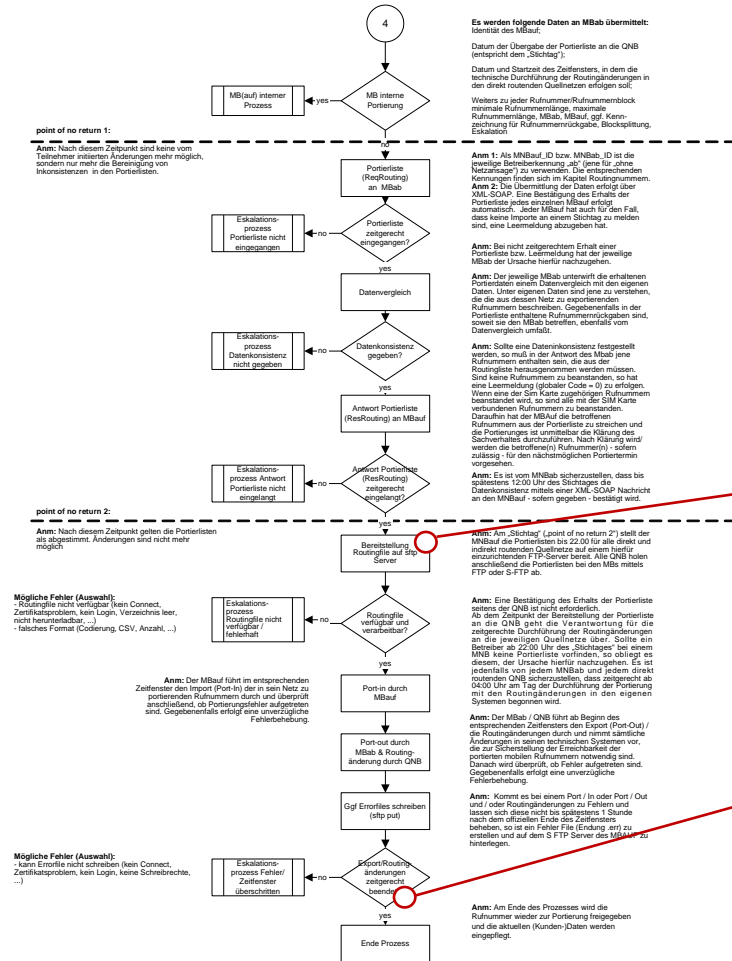 4
Es werden folgende Daten an MBab übermittelt:
Identität des MBauf;
Datum der Übergabe der Portierliste an die QNB
(entspricht dem „Stichtag“);
Datum und Startzeit des Zeitfensters, in dem die
technische Durchführung der Routingänderungen in
den direkt routenden Quellnetzen erfolgen soll;
Weiters zu jeder Rufnummer/Rufnummernblock
minimale Rufnummernlänge, maximale
Rufnummernlänge, MBab, MBauf, ggf. Kenn-
zeichnung für Rufnummernrückgabe, Blocksplittung,
Eskalation
MB(auf) interner
Prozess
yes
MB interne
Portierung
point of no return 1:
no
Anm: Nach diesem Zeitpunkt sind keine vom
Teilnehmer initiierten Änderungen mehr möglich,
sondern nur mehr die Bereinigung von
Inkonsistenzen in den Portierlisten.
Portierliste
(ReqRouting)
an MBab
Anm 1: Als MNBauf_ID bzw. MNBab_ID ist die
jeweilige Betreiberkennung „ab“ (jene für „ohne
Netzansage“) zu verwenden. Die entsprechenden
Kennungen finden sich im Kapitel Routingnummern.
Anm 2: Die Übermittlung der Daten erfolgt über
XML-SOAP. Eine Bestätigung des Erhalts der
Portierliste jedes einzelnen MBauf erfolgt
automatisch. Jeder MBauf hat auch für den Fall,
dass keine Importe an einem Stichtag zu melden
sind, eine Leermeldung abzugeben hat.
Eskalations-
prozess
Portierliste nicht
eingegangen
no
Portierliste
zeitgerecht
eingegangen?
yes
Anm: Bei nicht zeitgerechtem Erhalt einer
Portierliste bzw. Leermeldung hat der jeweilige
MBab der Ursache hierfür nachzugehen.
Datenvergleich
Anm: Der jeweilige MBab unterwirft die erhaltenen
Portierdaten einem Datenvergleich mit den eigenen
Daten. Unter eigenen Daten sind jene zu verstehen,
die die aus dessen Netz zu exportierenden
Rufnummern beschreiben. Gegebenenfalls in der
Portierliste enthaltene Rufnummernrückgaben sind,
soweit sie den MBab betreffen, ebenfalls vom
Datenvergleich umfaßt.
Eskalations-
prozess
Datenkonsistenz
nicht gegeben
no
Datenkonsistenz
gegeben?
yes
Anm: Sollte eine Dateninkonsistenz festgestellt
werden, so muß in der Antwort des Mbab jene
Rufnummern enthalten sein, die aus der
Routingliste herausgenommen werden müssen.
Sind keine Rufnummern zu beanstanden, so hat
eine Leermeldung (globaler Code = 0) zu erfolgen.
Wenn eine der Sim Karte zugehörigen Rufnummern
beanstandet wird, so sind alle mit der SIM Karte
verbundenen Rufnummern zu beanstanden.
Daraufhin hat der MBAuf die betroffenen
Rufnummern aus der Portierliste zu streichen und
die Portierunges ist unmittelbar die Klärung des
Sachverhaltes durchzuführen. Nach Klärung wird/
werden die betroffene(n) Rufnummer(n) - sofern
zulässig - für den nächstmöglichen Portiertermin
vorgesehen.
Antwort Portierliste
(ResRouting) an MBauf
Eskalations-
prozess Antwort
Portierliste nicht
eingelangt
no
Antwort Portierliste
(ResRouting)
zeitgerecht
eingelangt?
Anm: Es ist vom MNBab sicherzustellen, dass bis
spätestens 12:00 Uhr des Stichtages die
Datenkonsistenz mittels einer XML-SOAP Nachricht
an den MNBauf - sofern gegeben - bestätigt wird.
point of no return 2:
yes
Anm: Nach diesem Zeitpunkt gelten die Portierlisten
als abgestimmt. Änderungen sind nicht mehr
möglich
Bereitstellung
Routingfile auf sftp
Server
Anm: Am „Stichtag“ („point of no return 2“) stellt der
MNBauf die Portierlisten bis 22.00 für alle direkt und
indirekt routenden Quellnetze auf einem hierfür
einzurichtenden FTP-Server bereit. Alle QNB holen
anschließend die Portierlisten bei den MBs mittels
FTP oder S-FTP ab.
Mögliche Fehler (Auswahl):
- Routingfile nicht verfügbar (kein Connect,
Zertifikatsproblem, kein Login, Verzeichnis leer,
nicht herunterladbar, ...)
- falsches Format (Codierung, CSV, Anzahl, ...)
Eskalations-
prozess
Routingfile nicht
verfügbar /
fehlerhaft
no
Routingfile
verfügbar und
verarbeitbar?
yes
Anm: Eine Bestätigung des Erhalts der Portierliste
seitens der QNB ist nicht erforderlich.
Ab dem Zeitpunkt der Bereitstellung der Portierliste
an die QNB geht die Verantwortung für die
zeitgerechte Durchführung der Routingänderungen
an die jeweiligen Quellnetze über. Sollte ein
Betreiber ab 22:00 Uhr des „Stichtages“ bei einem
MNB keine Portierliste vorfinden, so obliegt es
diesem, der Ursache hierfür nachzugehen. Es ist
jedenfalls von jedem MNBab und jedem direkt
routenden QNB sicherzustellen, dass zeitgerecht ab
04:00 Uhr am Tag der Durchführung der Portierung
mit den Routingänderungen in den eigenen
Systemen begonnen wird.
Anm: Der MBauf führt im entsprechenden
Zeitfenster den Import (Port-In) der in sein Netz zu
portierenden Rufnummern durch und überprüft
anschließend, ob Portierungsfehler aufgetreten
sind. Gegebenenfalls erfolgt eine unverzügliche
Fehlerbehebung.
Port-in durch
MBauf
Port-out durch
MBab & Routing-
änderung durch QNB
Anm: Der MBab / QNB führt ab Beginn des
entsprechenden Zeitfensters den Export (Port-Out) /
die Routingänderungen durch und nimmt sämtliche
Änderungen in seinen technischen Systemen vor,
die zur Sicherstellung der Erreichbarkeit der
portierten mobilen Rufnummern notwendig sind.
Danach wird überprüft, ob Fehler aufgetreten sind.
Gegebenenfalls erfolgt eine unverzügliche
Fehlerbehebung.
Ggf Errorfiles schreiben
(sftp put)
Anm: Kommt es bei einem Port / In oder Port / Out
und / oder Routingänderungen zu Fehlern und
lassen sich diese nicht bis spätestens 1 Stunde
nach dem offiziellen Ende des Zeitfensters
beheben, so ist ein Fehler File (Endung .err) zu
erstellen und auf dem S FTP Server des MBAUF zu
hinterlegen.
Mögliche Fehler (Auswahl):
- kann Errorfile nicht schreiben (kein Connect,
Zertifikatsproblem, kein Login, keine Schreibrechte,
...)
Eskalations-
prozess Fehler/
Zeitfenster
überschritten
no
Export/Routing-
änderungen
zeitgerecht
beendet
yes
Anm: Am Ende des Prozesses wird die
Rufnummer wieder zur Portierung freigegeben
und die aktuellen (Kunden-)Daten werden
eingepflegt.
Ende Prozess